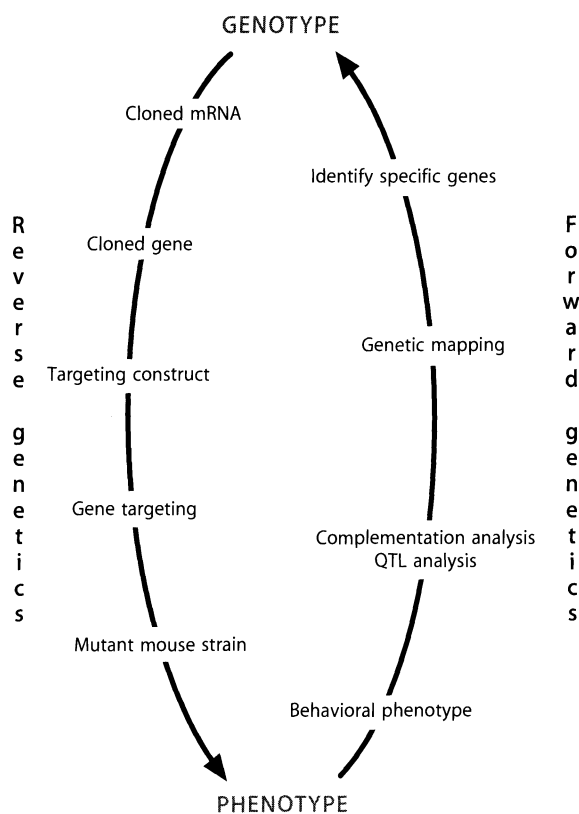 GENOTYPE
Cloned mRNA
Identify specific genes
Cloned gene
Genetic mapping
Targeting construct
Gene targeting
Complementation analysis
QTL analysis
Mutant mouse strain
Behavioral phenotype
PHENOTYPE
Reverse genetics
Forward genetics